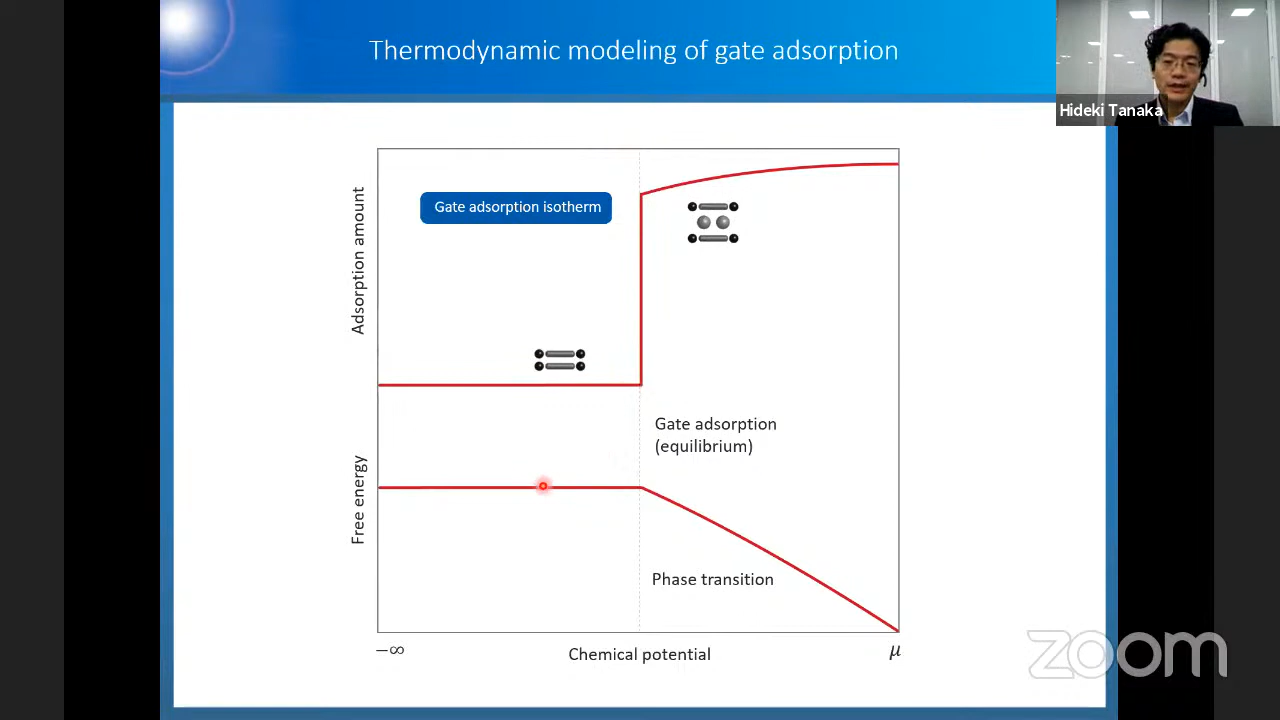 Thermodynamic modeling of gate adsorption
Hideki Tanaka
Gate adsorption isotherm
Adsorption amount
Gate adsorption
(equilibrium)
Free energy
Phase transition
−∞
Chemical potential
μ
zoom